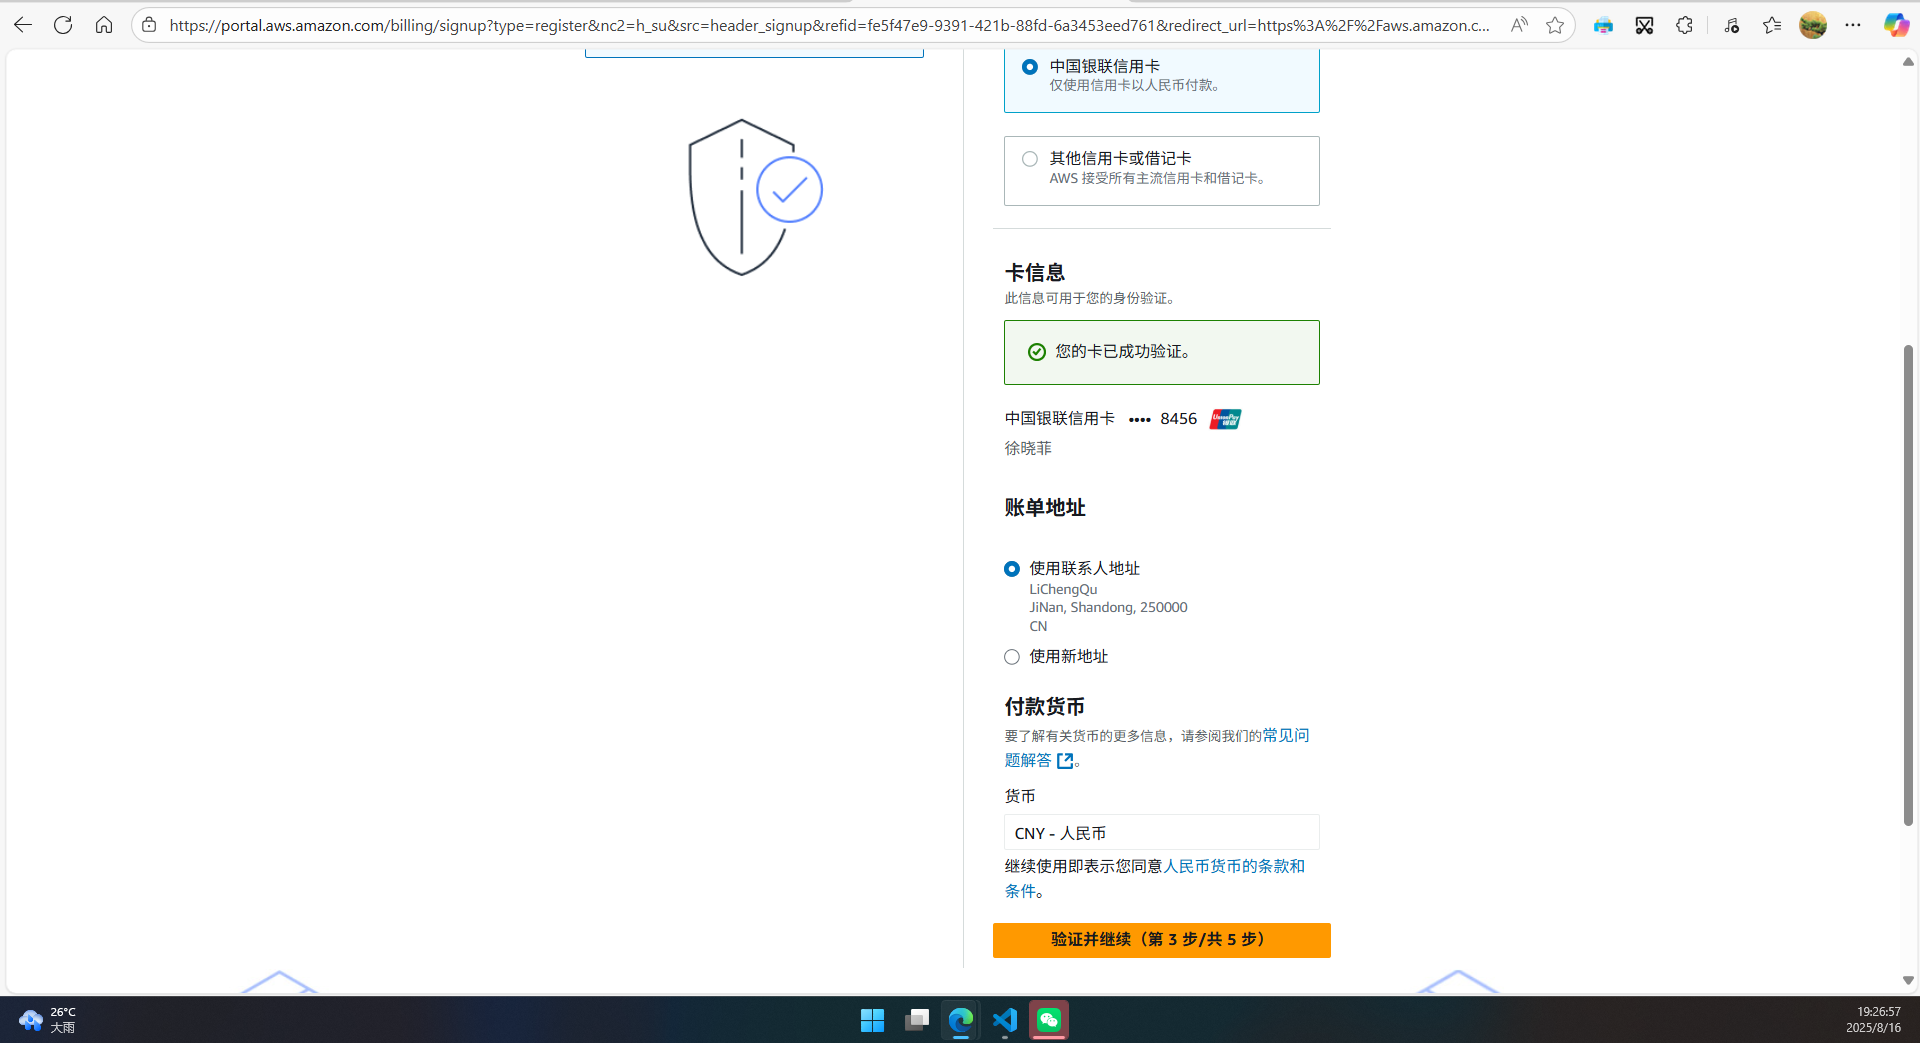 https://portal.aws.amazon.com/billing/signup?type=register&nc2=h_su&src=header_signup&refid=fe5f47e9-9391-421b-88fd-6a3453eed761&redirect_url=https%3A%2F%2Faws.amazon.c...
中国银联信用卡
仅使用信用卡以人民币付款。
其他信用卡或借记卡
AWS 接受所有主流信用卡和借记卡。
卡信息
此信息可用于您的身份验证。
您的卡已成功验证。
中国银联信用卡 •••• 8456 UnionPay 银联
徐晓菲
账单地址
使用联系人地址
LiChengQu
JiNan, Shandong, 250000
CN
使用新地址
付款货币
要了解有关货币的更多信息，请参阅我们的常见问
题解答。
货币
CNY - 人民币
继续使用即表示您同意人民币货币的条款和
条件。
验证并继续（第 3 步/共 5 步）
26°C
大雨
19:26:57
2025/8/16